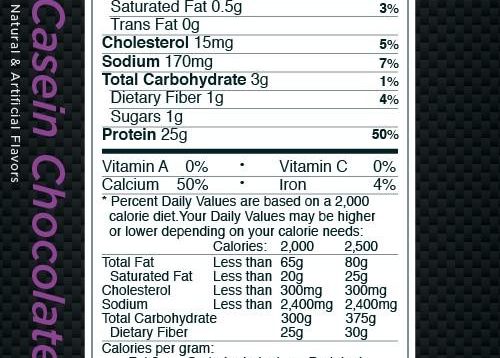 Saturated Fat 0.5g 3%
Trans Fat 0g
Cholesterol 15mg 5%
Sodium 170mg 7%
Total Carbohydrate 3g 1%
Dietary Fiber 1g 4%
Sugars 1g
Protein 25g 50%
Vitamin A 0% • Vitamin C 0%
Calcium 50% • Iron 4%
* Percent Daily Values are based on a 2,000
calorie diet.Your Daily Values may be higher
or lower depending on your calorie needs:
Calories: 2,000 2,500
Total Fat Less than 65g 80g
Saturated Fat Less than 20g 25g
Cholesterol Less than 300mg 300mg
Sodium Less than 2,400mg 2,400mg
Total Carbohydrate 300g 375g
Dietary Fiber 25g 30g
Calories per gram:
Casein Chocolate
Natural & Artificial Flavors